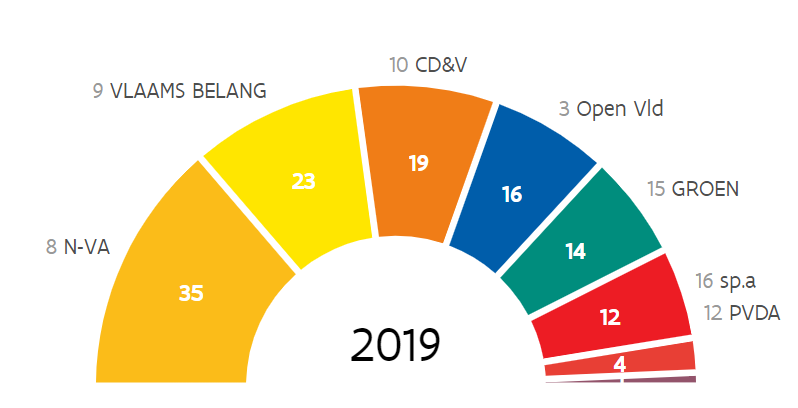 10 CD&V
9 VLAAMS BELANG
3 Open Vld
19
23
16
15 GROEN
8 N-VA
14
16 sp.a
35
12
12 PVDA
2019
4
1